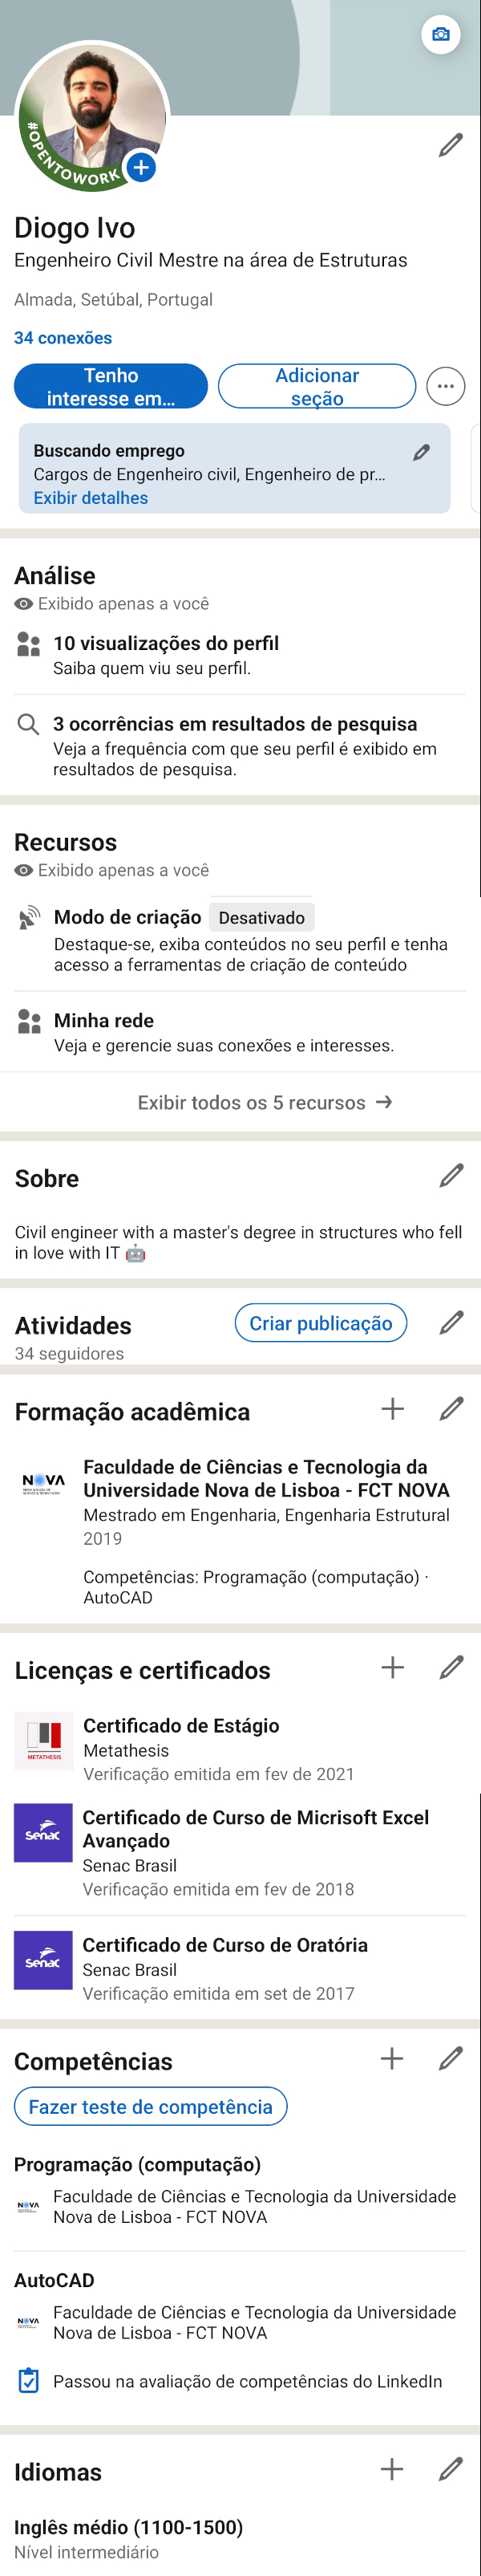 #OPENTOWORK
Diogo Ivo
Engenheiro Civil Mestre na área de Estruturas
Almada, Setúbal, Portugal
34 conexões
Tenho
interesse em...
Adicionar
seção
Buscando emprego
Cargos de Engenheiro civil, Engenheiro de pr...
Exibir detalhes
Análise
Exibido apenas a você
10 visualizações do perfil
Saiba quem viu seu perfil.
3 ocorrências em resultados de pesquisa
Veja a frequência com que seu perfil é exibido em
resultados de pesquisa.
Recursos
Exibido apenas a você
Modo de criação Desativado
Destaque-se, exiba conteúdos no seu perfil e tenha
acesso a ferramentas de criação de conteúdo
Minha rede
Veja e gerencie suas conexões e interesses.
Exibir todos os 5 recursos →
Sobre
Civil engineer with a master's degree in structures who fell
in love with IT 🤖
Atividades
Criar publicação
34 seguidores
Formação acadêmica
NOVA
Faculdade de Ciências e Tecnologia da
Universidade Nova de Lisboa - FCT NOVA
Mestrado em Engenharia, Engenharia Estrutural
2019
Competências: Programação (computação) ·
AutoCAD
Licenças e certificados
METATHESIS
Certificado de Estágio
Metathesis
Verificação emitida em fev de 2021
Senac
Certificado de Curso de Micrisoft Excel
Avançado
Senac Brasil
Verificação emitida em fev de 2018
Senac
Certificado de Curso de Oratória
Senac Brasil
Verificação emitida em set de 2017
Competências
Fazer teste de competência
Programação (computação)
NOVA
Faculdade de Ciências e Tecnologia da Universidade
Nova de Lisboa - FCT NOVA
AutoCAD
NOVA
Faculdade de Ciências e Tecnologia da Universidade
Nova de Lisboa - FCT NOVA
Passou na avaliação de competências do LinkedIn
Idiomas
Inglês médio (1100-1500)
Nível intermediário